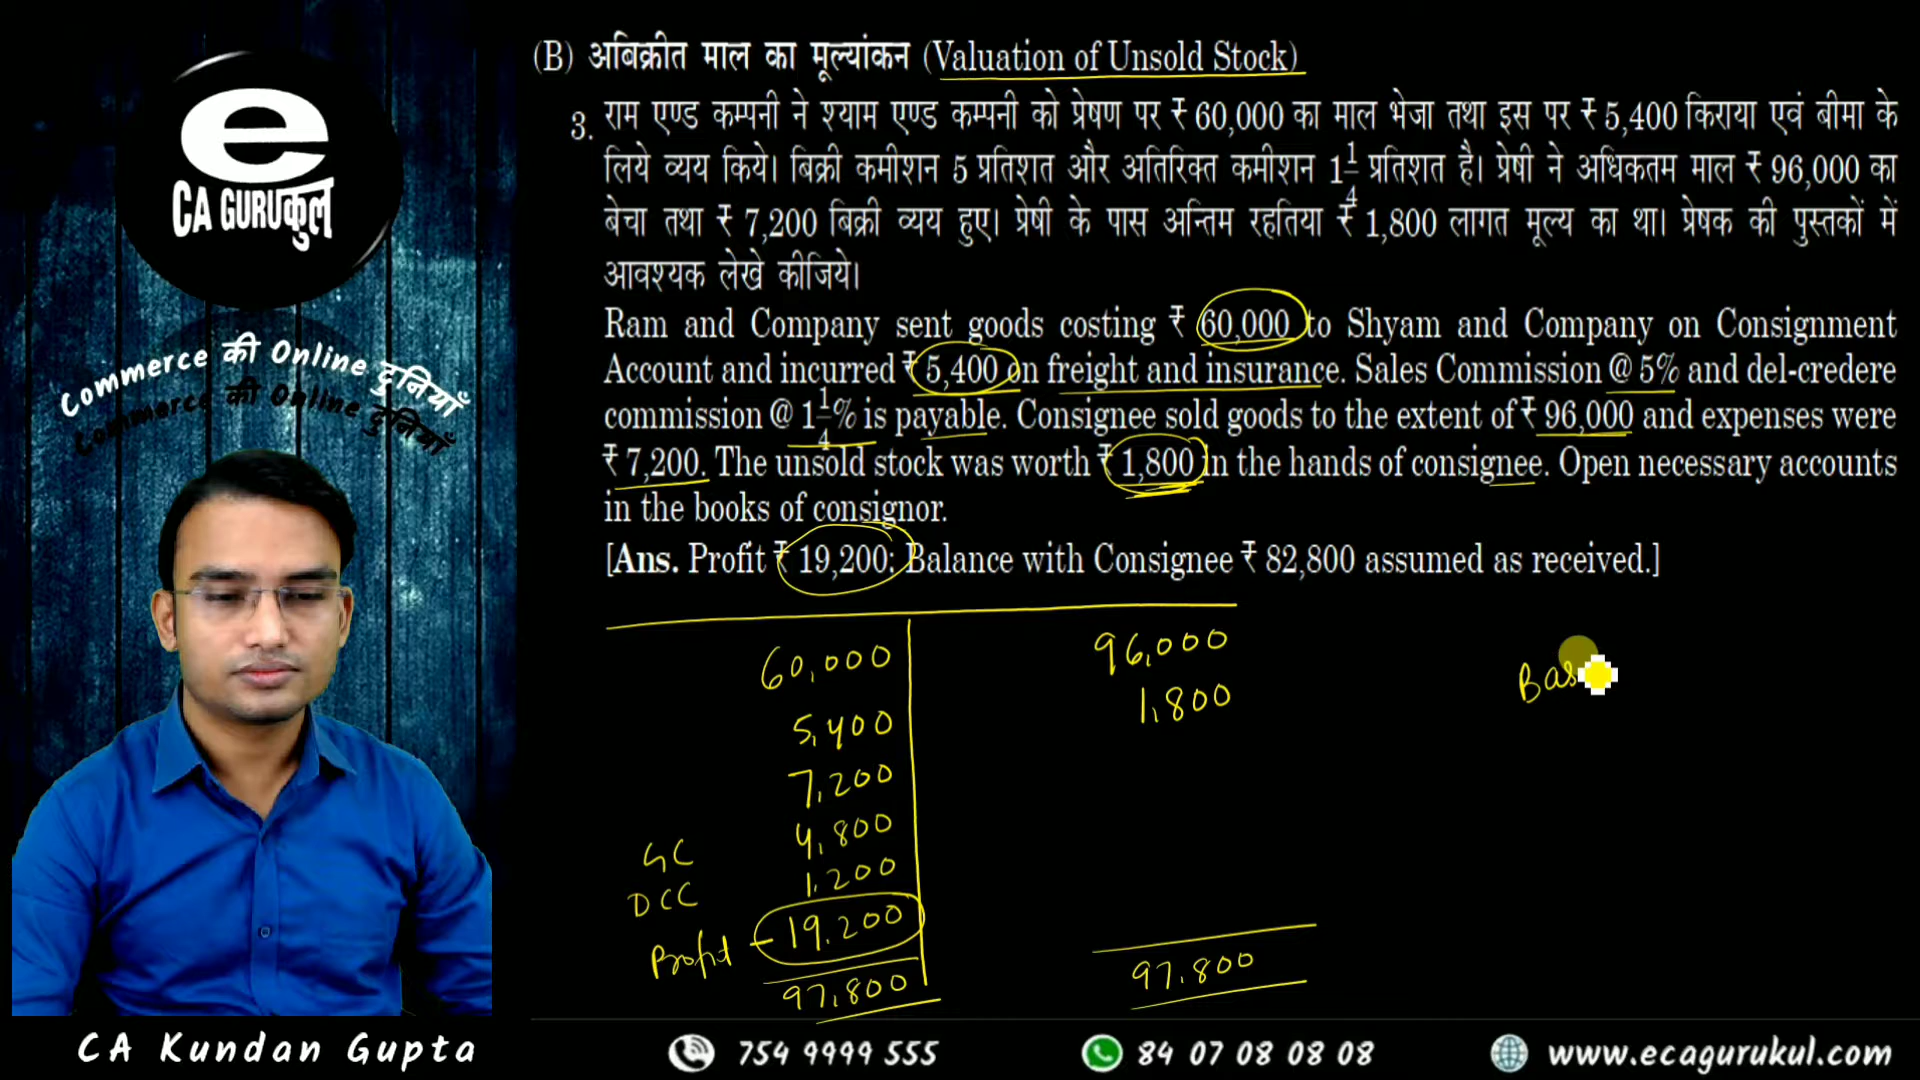 e
CA GURUकुल
Commerce की Online दुनियाँ
(B) अबिक्रीत माल का मूल्यांकन (Valuation of Unsold Stock)
3. राम एण्ड कम्पनी ने श्याम एण्ड कम्पनी को प्रेषण पर ₹ 60,000 का माल भेजा तथा इस पर ₹ 5,400 किराया एवं बीमा के
लिये व्यय किये। बिक्री कमीशन 5 प्रतिशत और अतिरिक्त कमीशन 1 1/4 प्रतिशत है। प्रेषी ने अधिकतम माल ₹ 96,000 का
बेचा तथा ₹ 7,200 बिक्री व्यय हुए। प्रेषी के पास अन्तिम रहतिया ₹ 1,800 लागत मूल्य का था। प्रेषक की पुस्तकों में
आवश्यक लेखे कीजिये।
Ram and Company sent goods costing ₹ 60,000 to Shyam and Company on Consignment
Account and incurred ₹ 5,400 on freight and insurance. Sales Commission @ 5% and del-credere
commission @ 1 1/4% is payable. Consignee sold goods to the extent of ₹ 96,000 and expenses were
₹ 7,200. The unsold stock was worth ₹ 1,800 in the hands of consignee. Open necessary accounts
in the books of consignor.
[Ans. Profit ₹ 19,200; Balance with Consignee ₹ 82,800 assumed as received.]
60,000 96,000
5,400 1,800
7,200
GC 4,800
DCC 1,200
Profit 19,200
97,800 97,800
Bas
CA Kundan Gupta
754 9999 555
84 07 08 08 08
www.ecagurukul.com